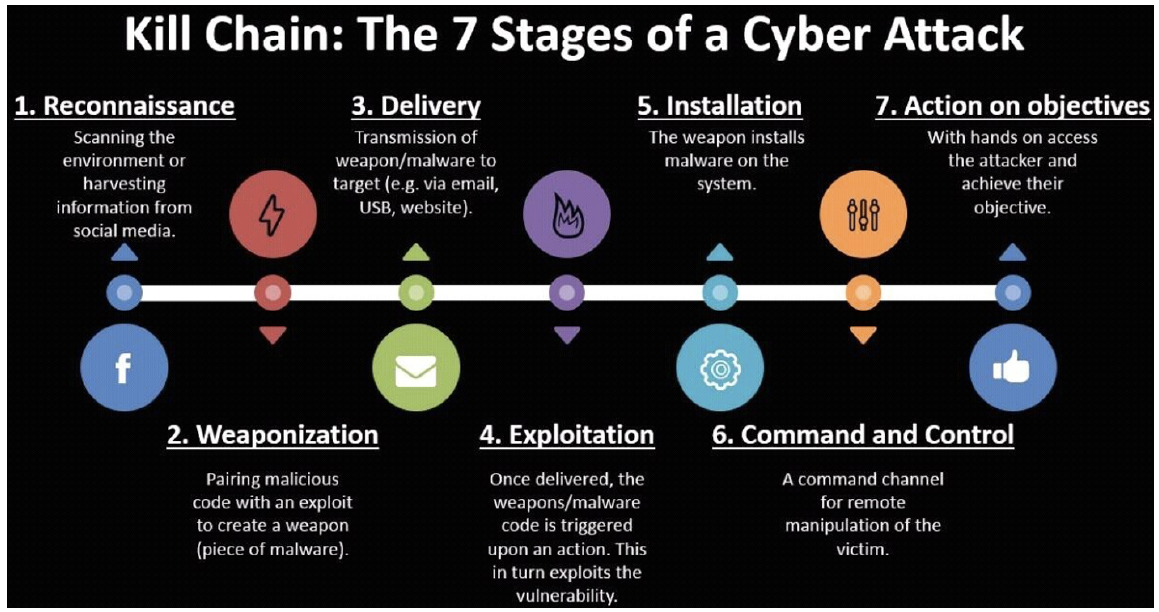 Kill Chain: The 7 Stages of a Cyber Attack
1. Reconnaissance
Scanning the
environment or
harvesting
information from
social media.
2. Weaponization
Pairing malicious
code with an exploit
to create a weapon
(piece of malware).
3. Delivery
Transmission of
weapon/malware to
target (e.g. via email,
USB, website).
4. Exploitation
Once delivered, the
weapons/malware
code is triggered
upon an action. This
in turn exploits the
vulnerability.
5. Installation
The weapon installs
malware on the
system.
6. Command and Control
A command channel
for remote
manipulation of the
victim.
7. Action on objectives
With hands on access
the attacker and
achieve their
objective.
f